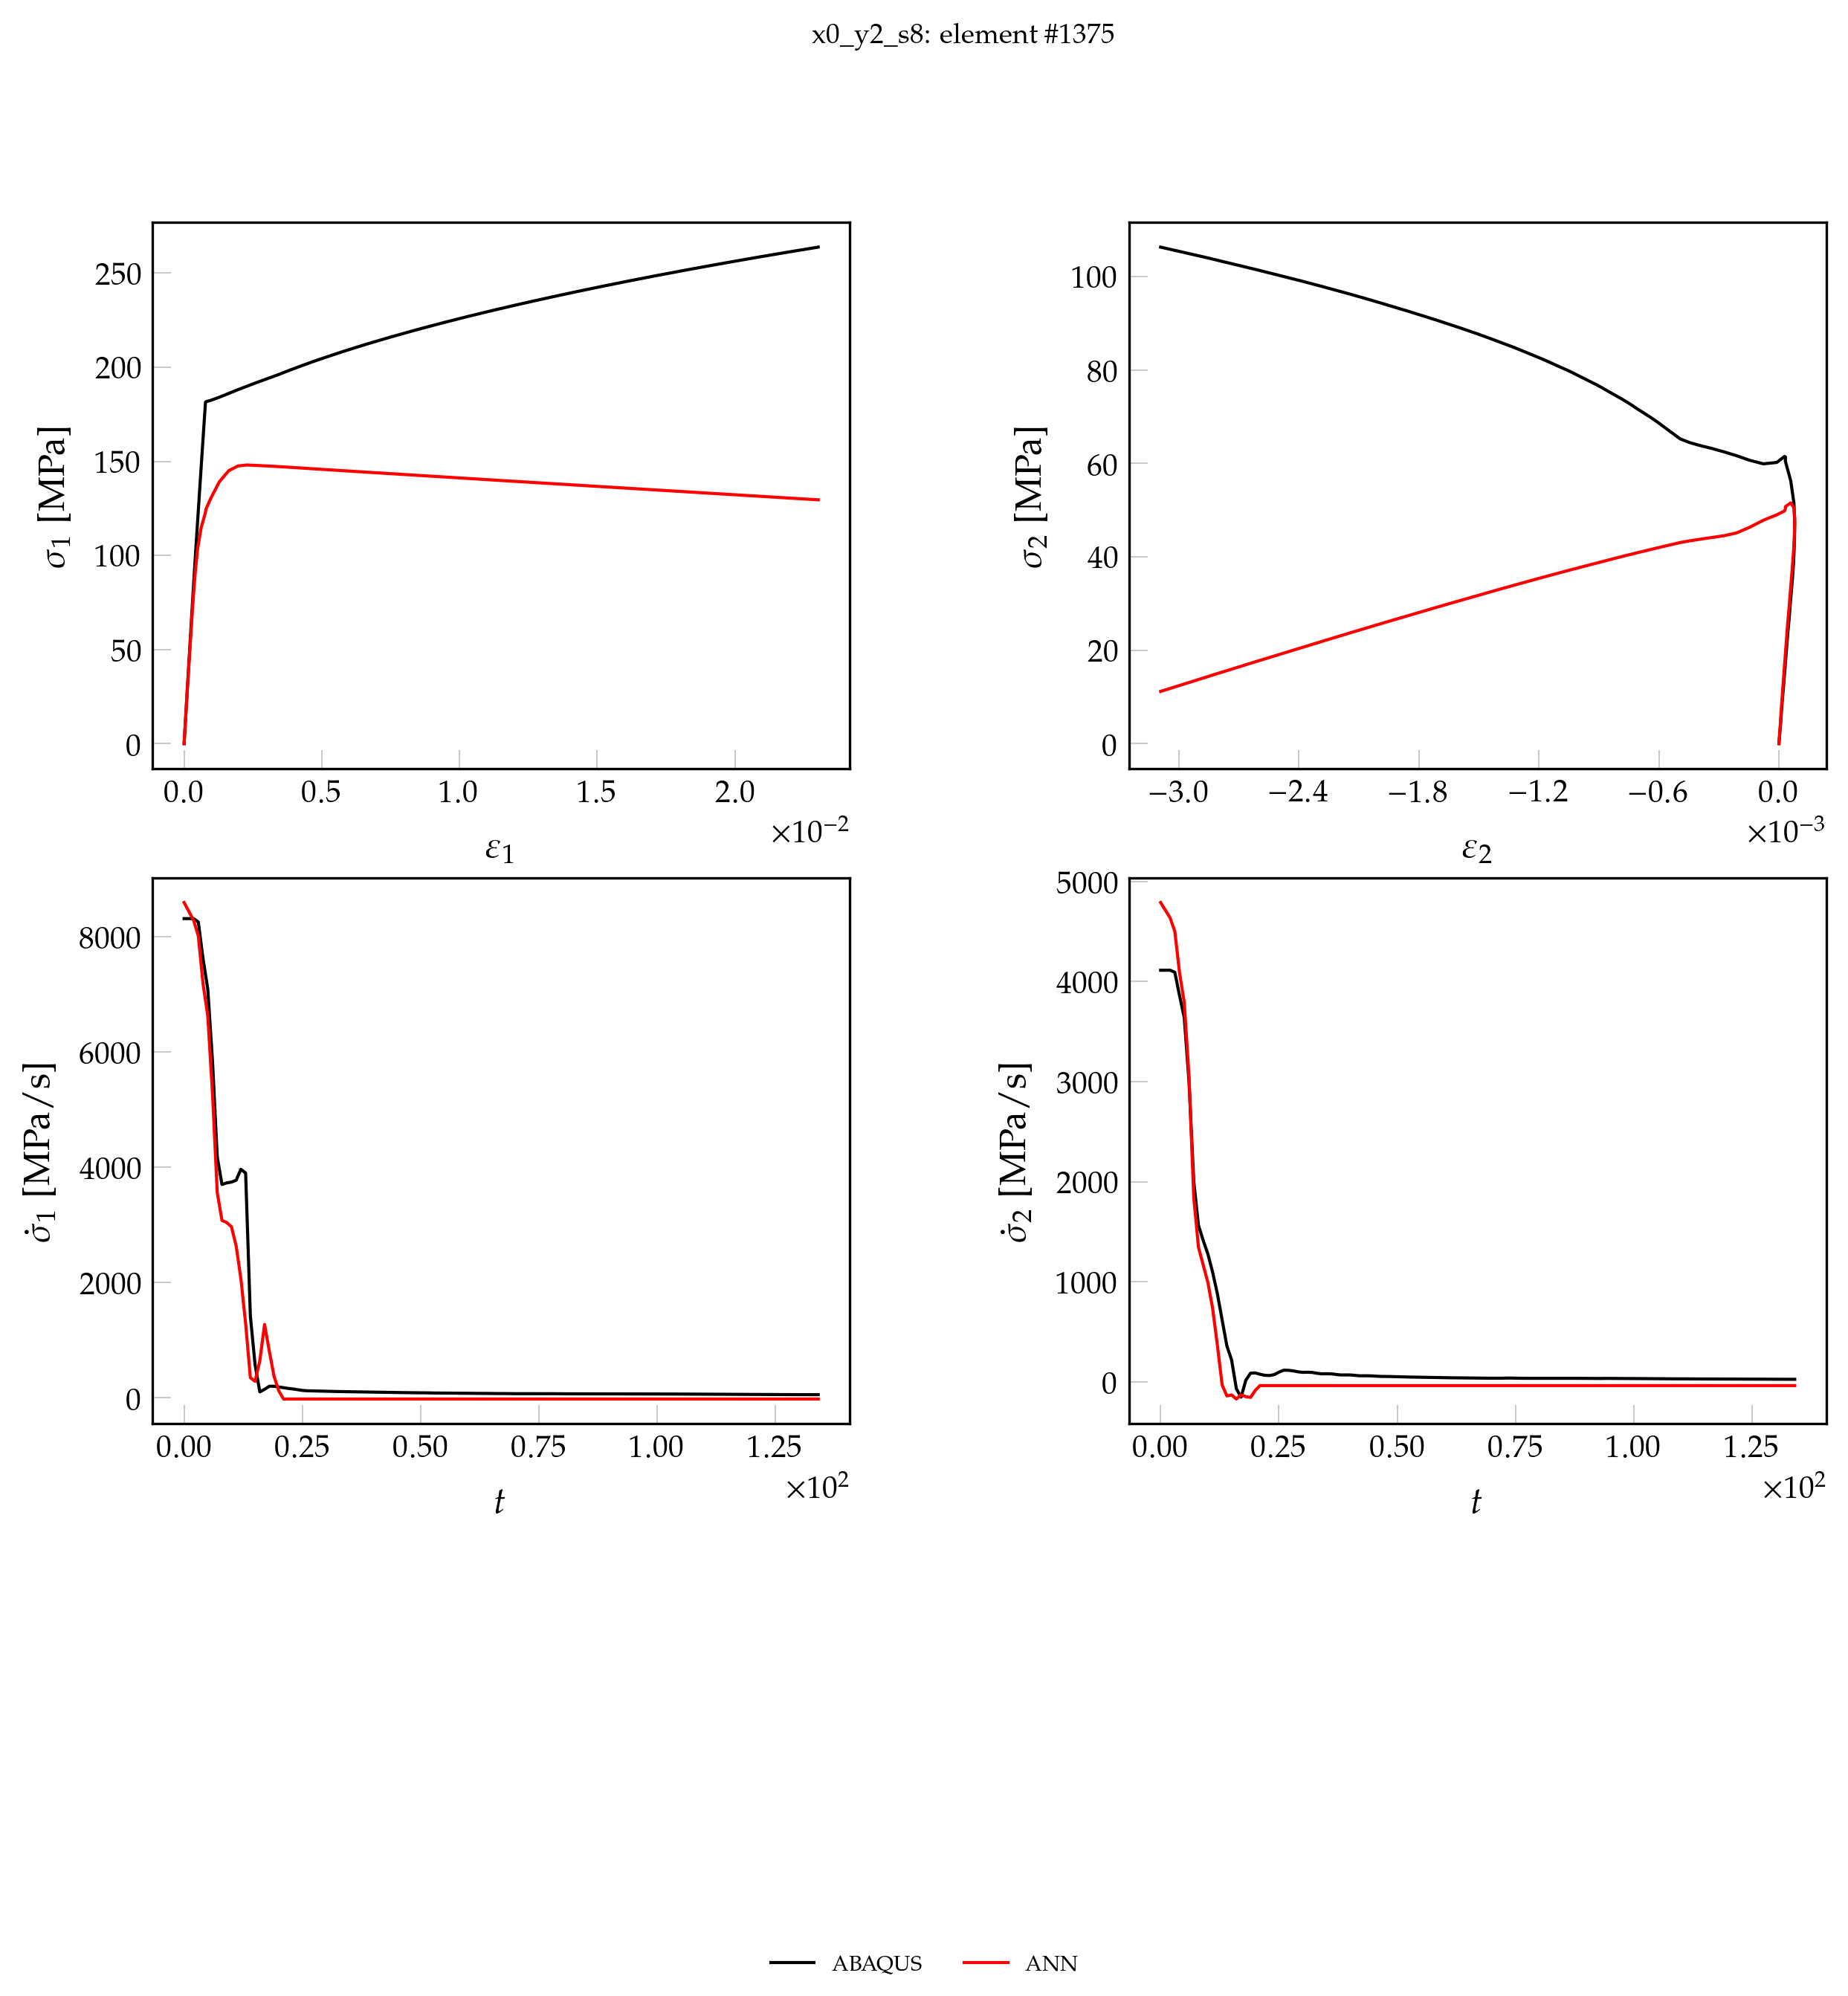 x0_y2_s8: element #1375
σ1 [MPa]
250
200
150
100
50
0
0.0 0.5 1.0 1.5 2.0
×10−2
ε1
σ2 [MPa]
100
80
60
40
20
0
−3.0 −2.4 −1.8 −1.2 −0.6 0.0
×10−3
ε2
σ̇1 [MPa/s]
8000
6000
4000
2000
0
0.00 0.25 0.50 0.75 1.00 1.25
×102
t
σ̇2 [MPa/s]
5000
4000
3000
2000
1000
0
0.00 0.25 0.50 0.75 1.00 1.25
×102
t
ABAQUS ANN